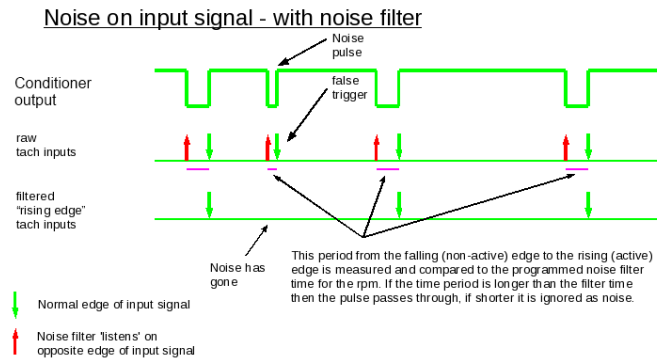 Noise on input signal - with noise filter
Noise
pulse
Conditioner
output
false
trigger
raw
tach inputs
filtered
“rising edge”
tach inputs
Noise has
gone
This period from the falling (non-active) edge to the rising (active)
edge is measured and compared to the programmed noise filter
time for the rpm. If the time period is longer than the filter time
then the pulse passes through, if shorter it is ignored as noise.
Normal edge of input signal
Noise filter 'listens' on
opposite edge of input signal